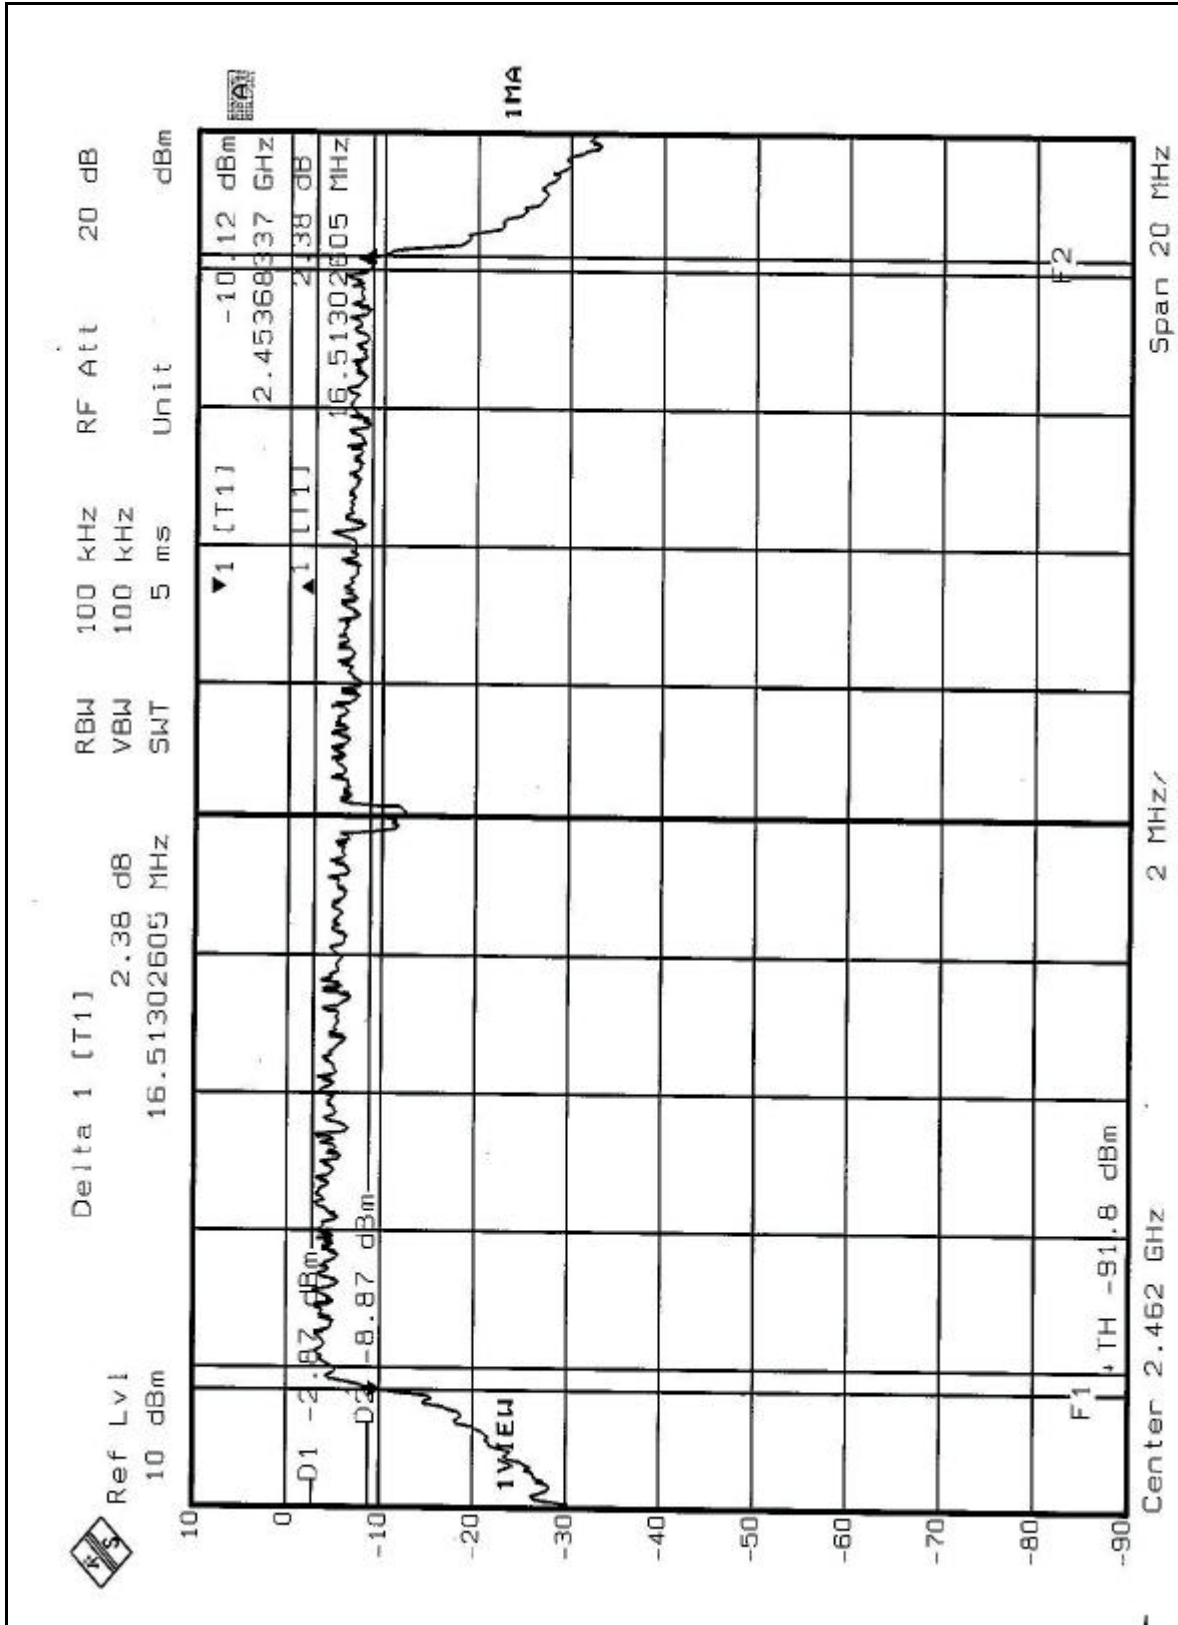 Delta 1 [T1] RBW 100 kHz RF Att 20 dB
Ref Lvl 2.38 dB VBW 100 kHz
10 dBm 16.51302605 MHz SWT 5 ms Unit dBm
10
▼1 [T1] -10.12 dBm
A
2.45368337 GHz
0
D1 -2.87 dBm
▲1 [T1] 2.38 dB
16.51302605 MHz
D2 -8.87 dBm
-10
-20
1VIEW
1MA
-30
-40
-50
-60
-70
-80
F1
F2
TH -91.8 dBm
-90
Center 2.462 GHz
2 MHz/
Span 20 MHz